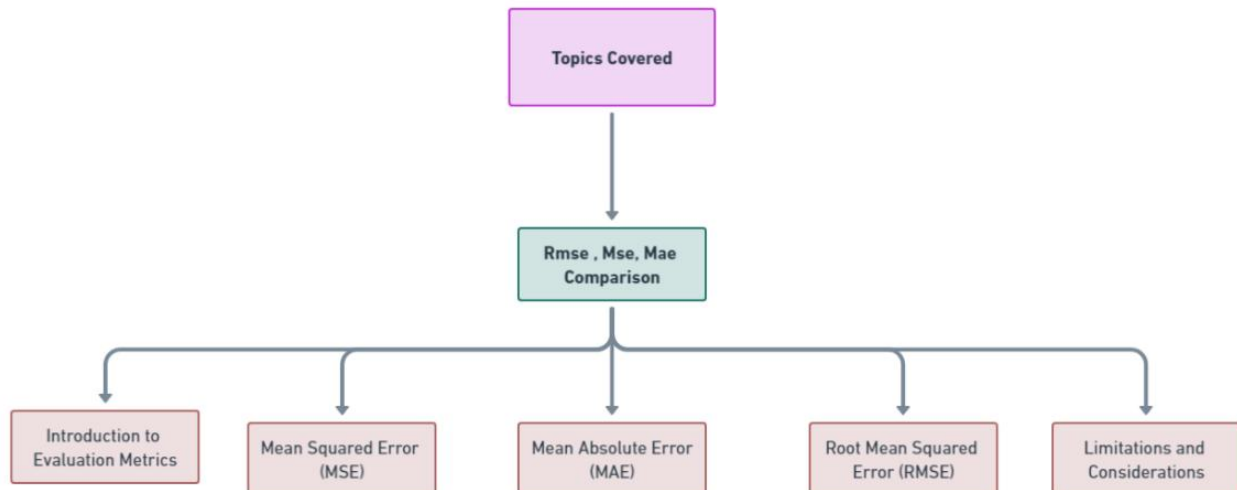 Topics Covered
Rmse , Mse, Mae
Comparison
Introduction to
Evaluation Metrics
Mean Squared Error
(MSE)
Mean Absolute Error
(MAE)
Root Mean Squared
Error (RMSE)
Limitations and
Considerations